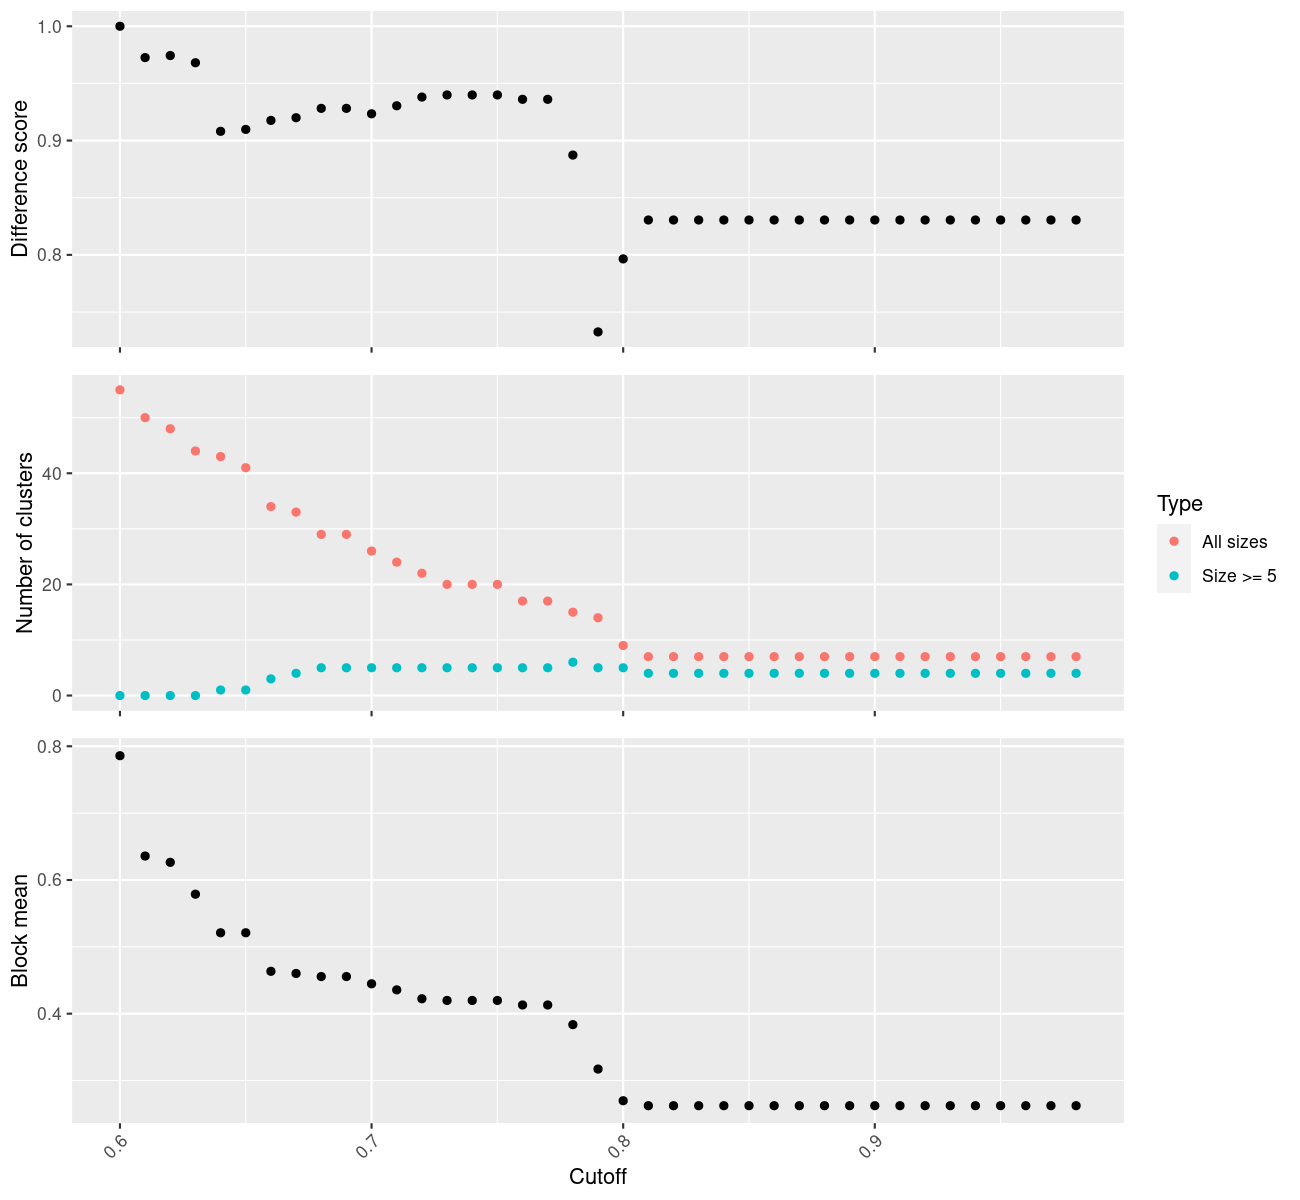 1.0
0.9
0.8
Difference score
40
20
0
Number of clusters
Type
All sizes
Size >= 5
0.8
0.6
0.4
Block mean
0.6
0.7
0.8
0.9
Cutoff